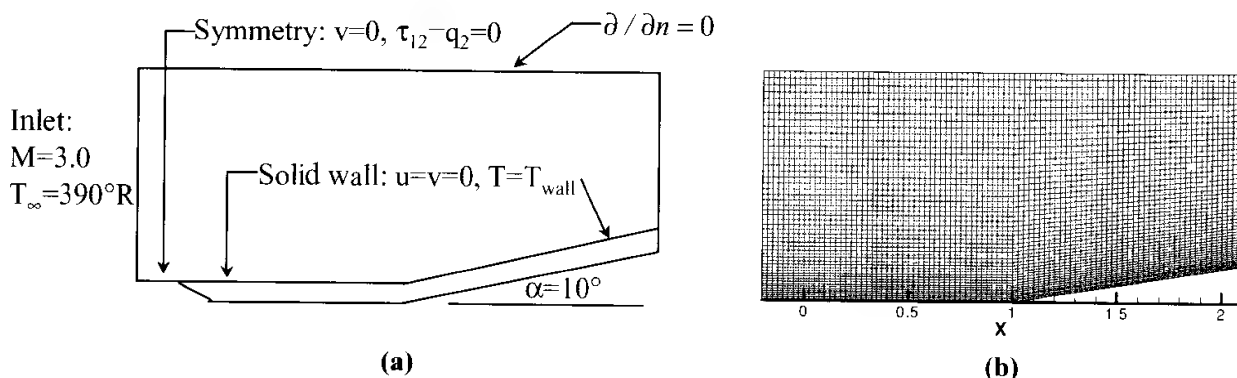 Symmetry: v=0, τ₁₂−q₂=0
∂ / ∂n = 0
Inlet:
M=3.0
T∞=390°R
Solid wall: u=v=0, T=T_wall
α=10°
(a)
0 0.5 1 1.5 2
X
(b)